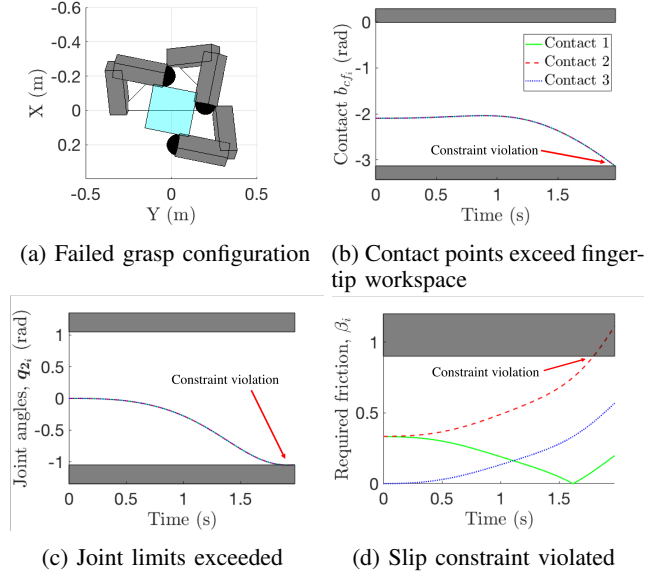 -0.6
-0.4
-0.2
0
0.2
X (m)
-0.5 0 0.5
Y (m)
(a) Failed grasp configuration
0
-1
-2
-3
Contact b_{cf_i} (rad)
Contact 1
Contact 2
Contact 3
Constraint violation
0 0.5 1 1.5
Time (s)
(b) Contact points exceed finger-
tip workspace
1
0.5
0
-0.5
-1
Joint angles, q_{2_i} (rad)
Constraint violation
0 0.5 1 1.5
Time (s)
(c) Joint limits exceeded
1
0.5
0
Required friction, β_i
Constraint violation
0 0.5 1 1.5
Time (s)
(d) Slip constraint violated